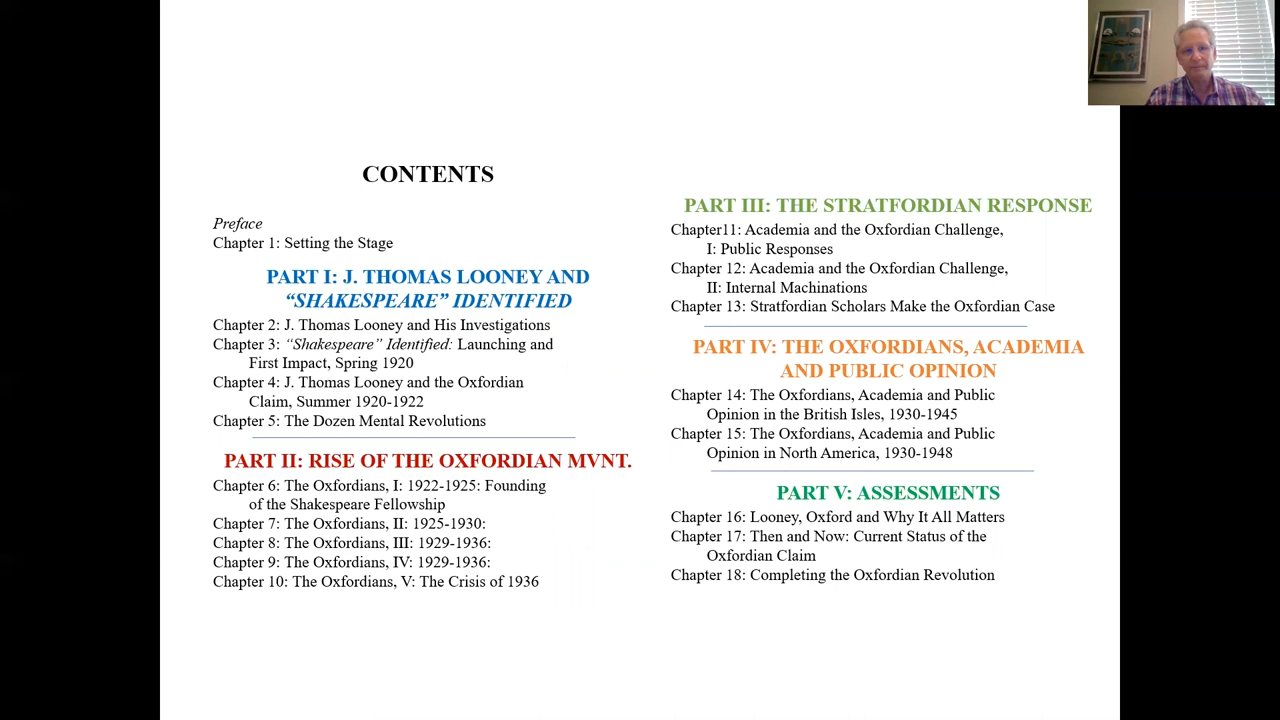 CONTENTS
Preface
Chapter 1: Setting the Stage
PART I: J. THOMAS LOONEY AND
“SHAKESPEARE” IDENTIFIED
Chapter 2: J. Thomas Looney and His Investigations
Chapter 3: “Shakespeare” Identified: Launching and
First Impact, Spring 1920
Chapter 4: J. Thomas Looney and the Oxfordian
Claim, Summer 1920-1922
Chapter 5: The Dozen Mental Revolutions
PART II: RISE OF THE OXFORDIAN MVNT.
Chapter 6: The Oxfordians, I: 1922-1925: Founding
of the Shakespeare Fellowship
Chapter 7: The Oxfordians, II: 1925-1930:
Chapter 8: The Oxfordians, III: 1929-1936:
Chapter 9: The Oxfordians, IV: 1929-1936:
Chapter 10: The Oxfordians, V: The Crisis of 1936
PART III: THE STRATFORDIAN RESPONSE
Chapter11: Academia and the Oxfordian Challenge,
I: Public Responses
Chapter 12: Academia and the Oxfordian Challenge,
II: Internal Machinations
Chapter 13: Stratfordian Scholars Make the Oxfordian Case
PART IV: THE OXFORDIANS, ACADEMIA
AND PUBLIC OPINION
Chapter 14: The Oxfordians, Academia and Public
Opinion in the British Isles, 1930-1945
Chapter 15: The Oxfordians, Academia and Public
Opinion in North America, 1930-1948
PART V: ASSESSMENTS
Chapter 16: Looney, Oxford and Why It All Matters
Chapter 17: Then and Now: Current Status of the
Oxfordian Claim
Chapter 18: Completing the Oxfordian Revolution